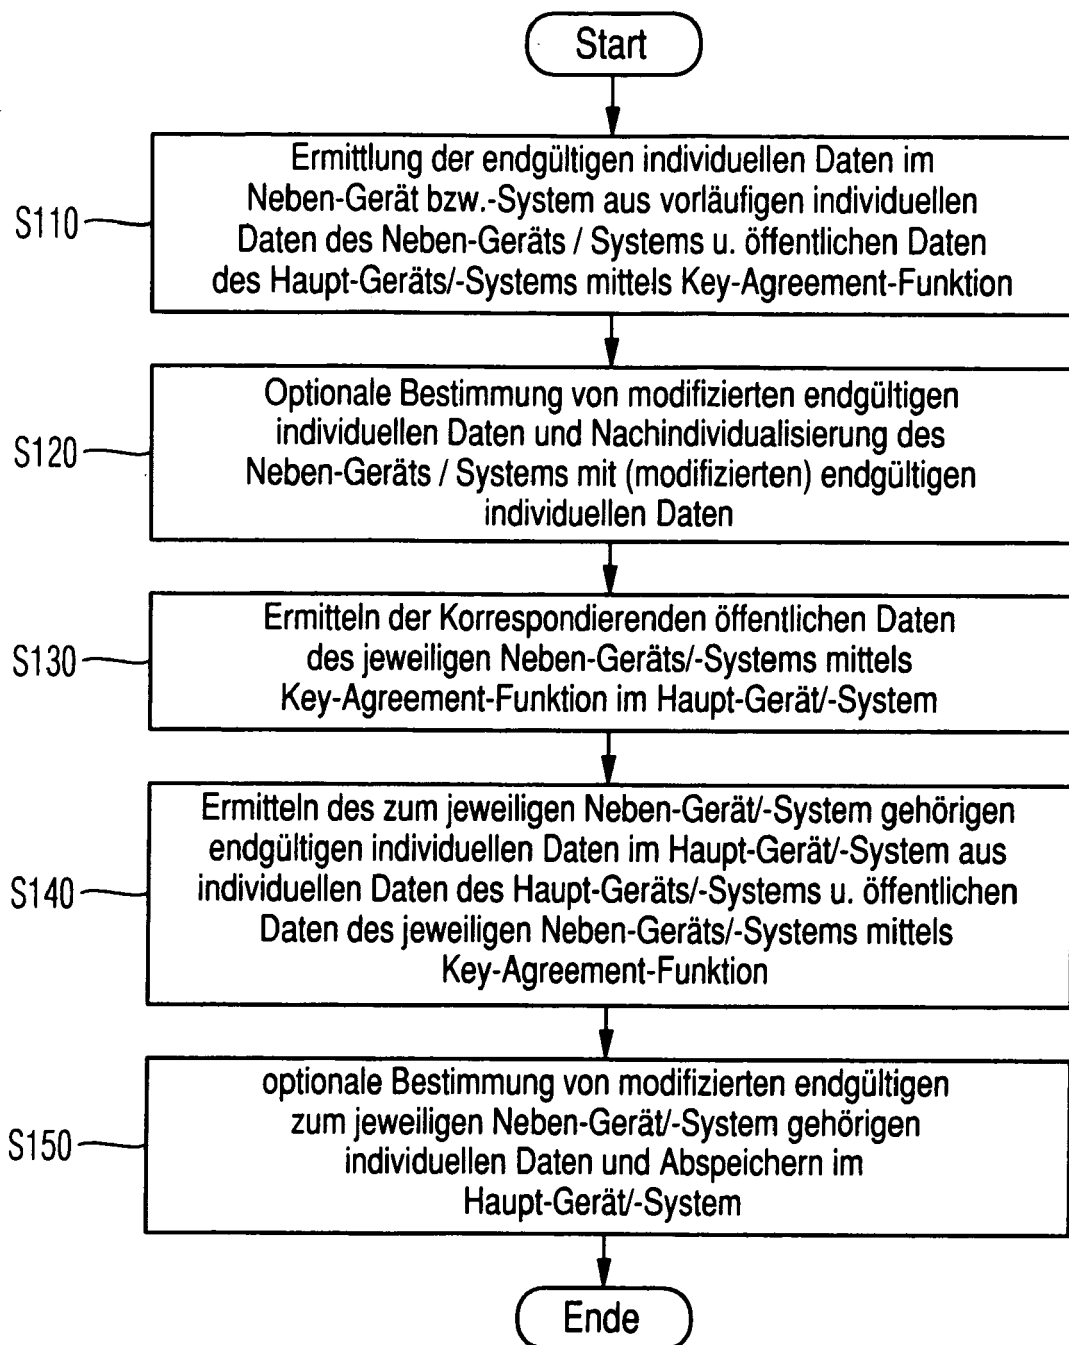 Start
Ermittlung der endgültigen individuellen Daten im
Neben-Gerät bzw.-System aus vorläufigen individuellen
S110
Daten des Neben-Geräts / Systems u. öffentlichen Daten
des Haupt-Geräts/-Systems mittels Key-Agreement-Funktion
Optionale Bestimmung von modifizierten endgültigen
individuellen Daten und Nachindividualisierung des
S120
Neben-Geräts / Systems mit (modifizierten) endgültigen
individuellen Daten
Ermitteln der Korrespondierenden öffentlichen Daten
S130
des jeweiligen Neben-Geräts/-Systems mittels
Key-Agreement-Funktion im Haupt-Gerät/-System
Ermitteln des zum jeweiligen Neben-Gerät/-System gehörigen
endgültigen individuellen Daten im Haupt-Gerät/-System aus
S140
individuellen Daten des Haupt-Geräts/-Systems u. öffentlichen
Daten des jeweiligen Neben-Geräts/-Systems mittels
Key-Agreement-Funktion
optionale Bestimmung von modifizierten endgültigen
zum jeweiligen Neben-Gerät/-System gehörigen
S150
individuellen Daten und Abspeichern im
Haupt-Gerät/-System
Ende